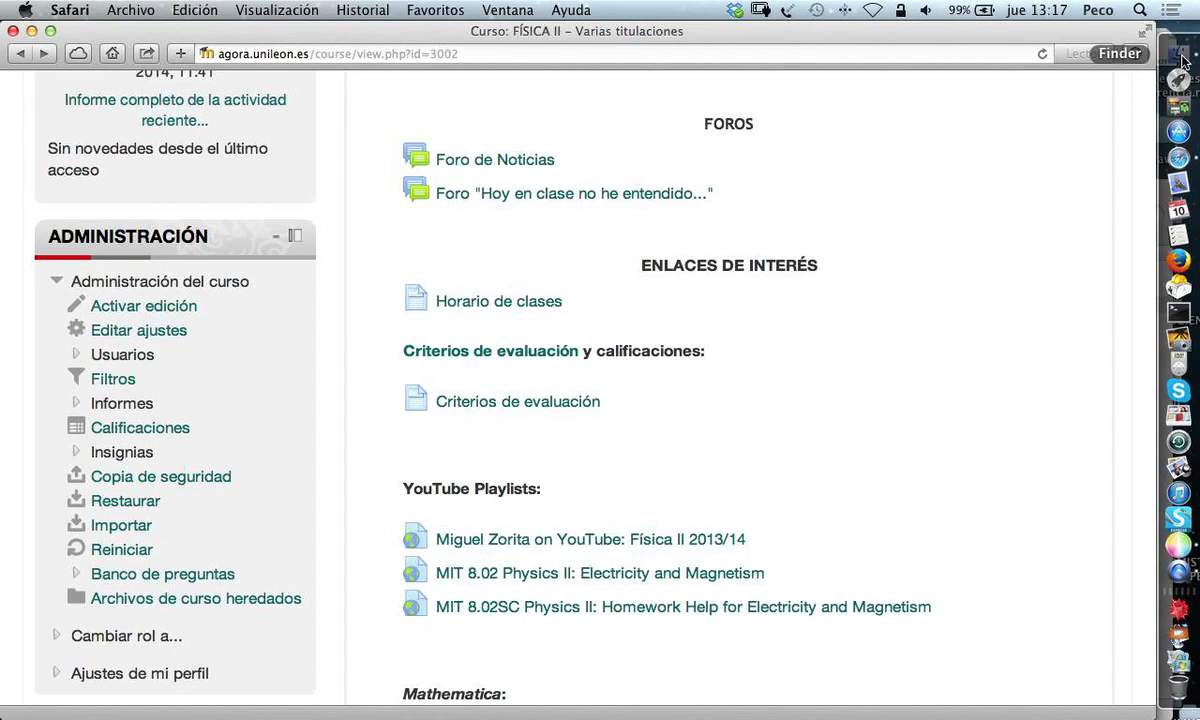 Safari Archivo Edición Visualización Historial Favoritos Ventana Ayuda 99% jue 13:17 Peco
Curso: FÍSICA II – Varias titulaciones
agora.unileon.es/course/view.php?id=3002
Finder
2014, 11:41
Informe completo de la actividad
reciente...
Sin novedades desde el último
acceso
ADMINISTRACIÓN
Administración del curso
Activar edición
Editar ajustes
Usuarios
Filtros
Informes
Calificaciones
Insignias
Copia de seguridad
Restaurar
Importar
Reiniciar
Banco de preguntas
Archivos de curso heredados
Cambiar rol a...
Ajustes de mi perfil
FOROS
Foro de Noticias
Foro "Hoy en clase no he entendido..."
ENLACES DE INTERÉS
Horario de clases
Criterios de evaluación y calificaciones:
Criterios de evaluación
YouTube Playlists:
Miguel Zorita on YouTube: Física II 2013/14
MIT 8.02 Physics II: Electricity and Magnetism
MIT 8.02SC Physics II: Homework Help for Electricity and Magnetism
Mathematica:
10